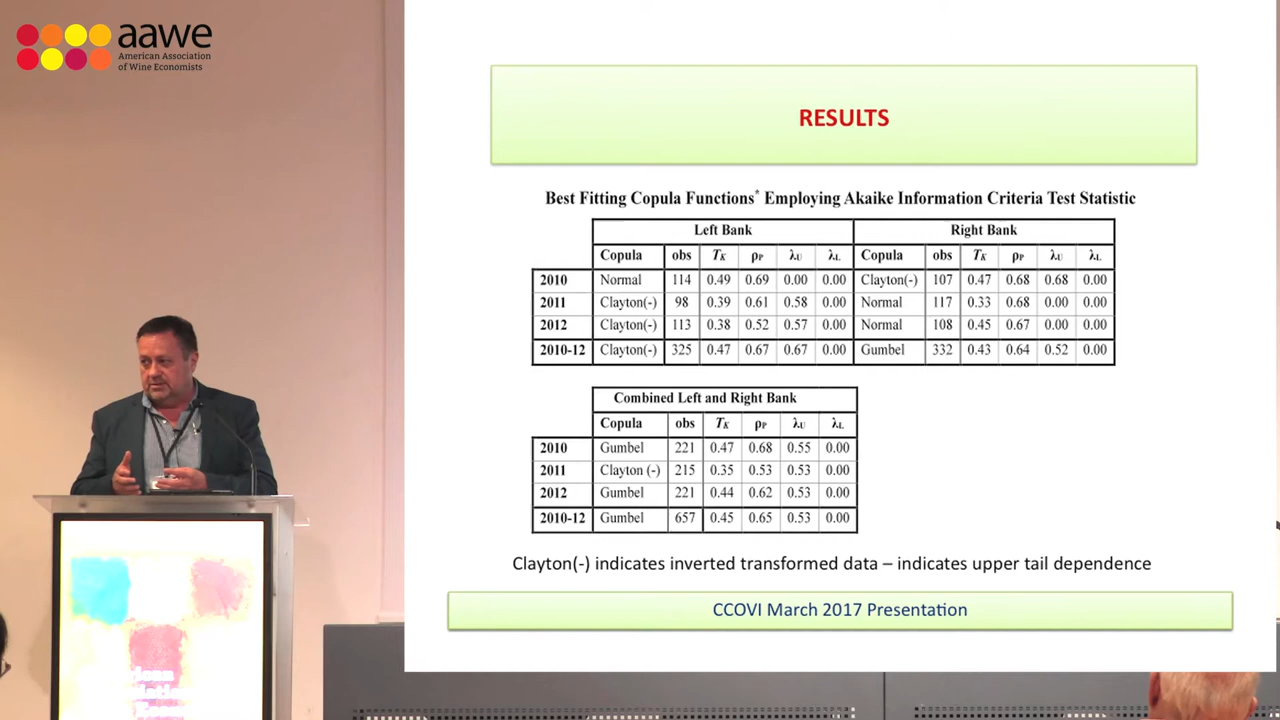 aawe
American Association
of Wine Economists
RESULTS
Best Fitting Copula Functions* Employing Akaike Information Criteria Test Statistic
Left Bank Right Bank
Copula obs TK ρP λU λL Copula obs TK ρP λU λL
2010 Normal 114 0.49 0.69 0.00 0.00 Clayton(-) 107 0.47 0.68 0.68 0.00
2011 Clayton(-) 98 0.39 0.61 0.58 0.00 Normal 117 0.33 0.68 0.00 0.00
2012 Clayton(-) 113 0.38 0.52 0.57 0.00 Normal 108 0.45 0.67 0.00 0.00
2010-12 Clayton(-) 325 0.47 0.67 0.67 0.00 Gumbel 332 0.43 0.64 0.52 0.00
Combined Left and Right Bank
Copula obs TK ρP λU λL
2010 Gumbel 221 0.47 0.68 0.55 0.00
2011 Clayton (-) 215 0.35 0.53 0.53 0.00
2012 Gumbel 221 0.44 0.62 0.53 0.00
2010-12 Gumbel 657 0.45 0.65 0.53 0.00
Clayton(-) indicates inverted transformed data – indicates upper tail dependence
CCOVI March 2017 Presentation